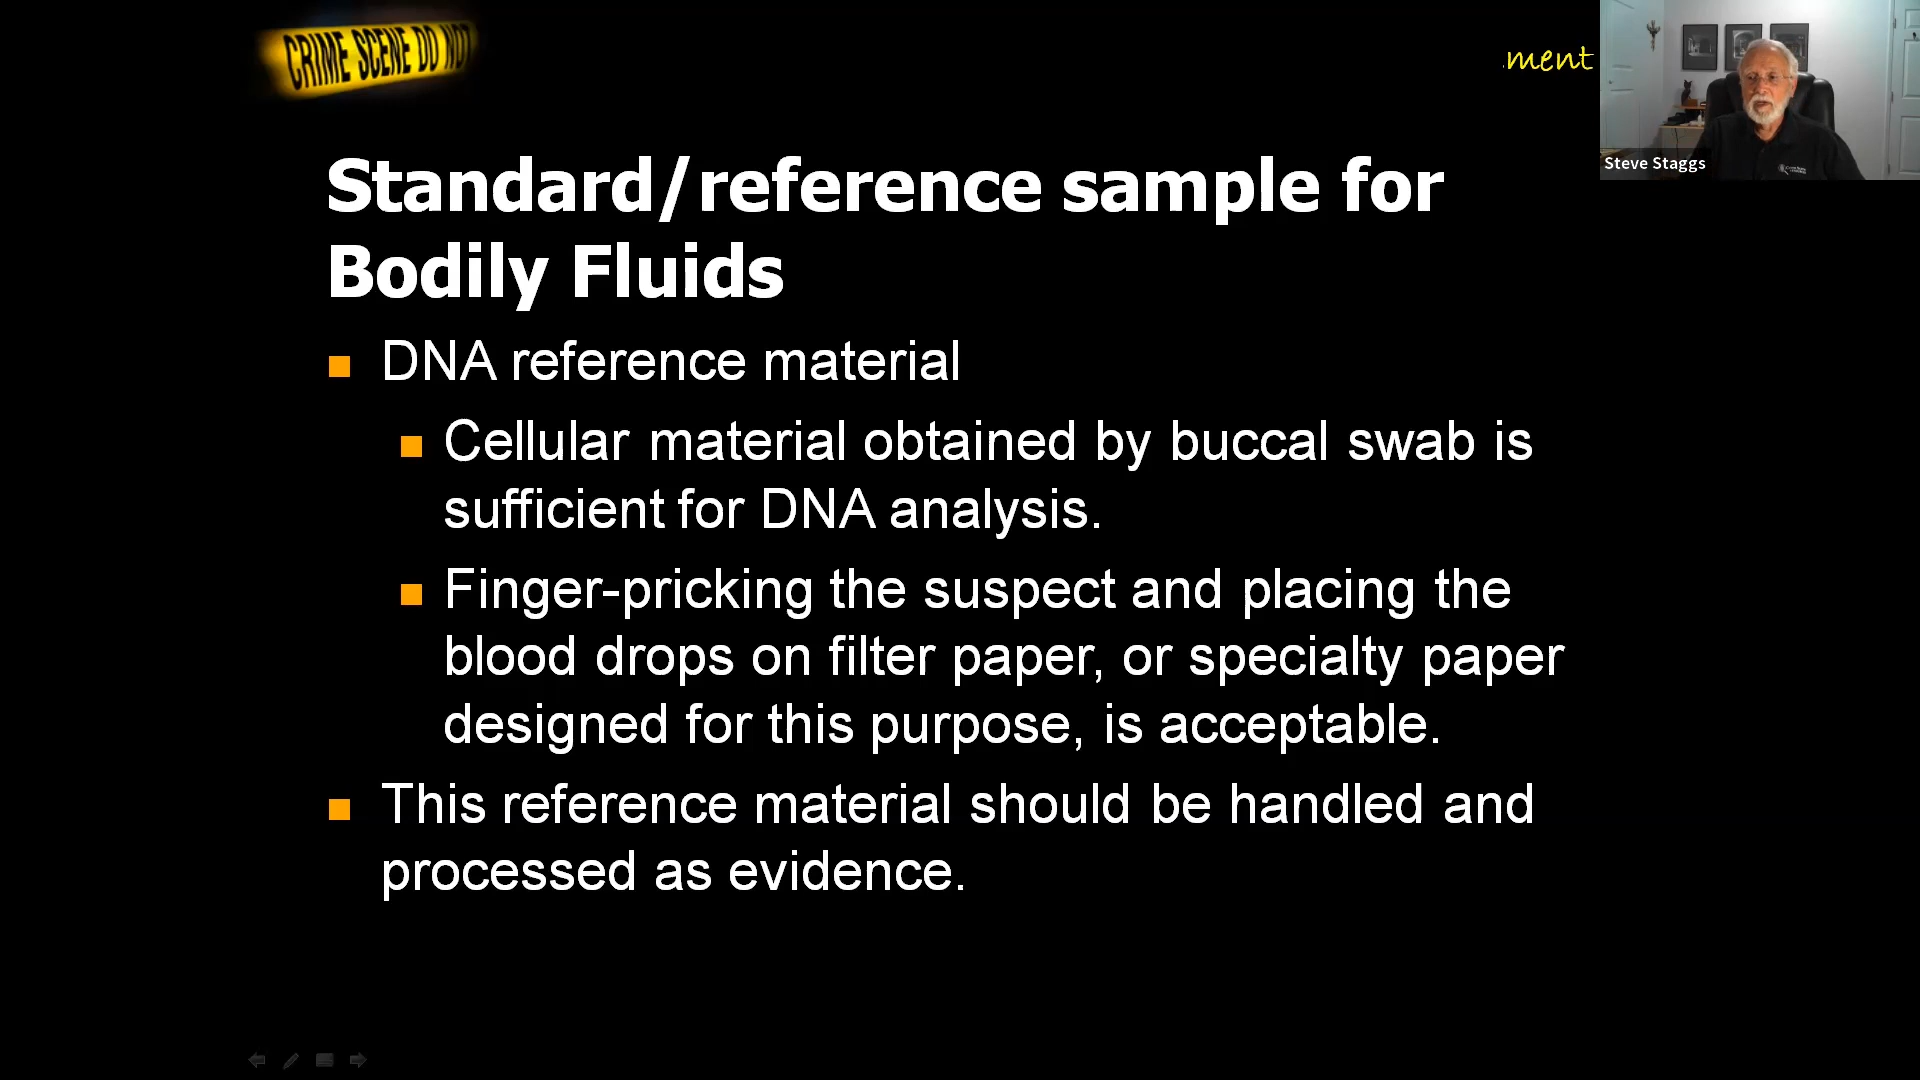 CRIME SCENE DO NOT
ment
Steve Staggs
Standard/reference sample for
Bodily Fluids
DNA reference material
Cellular material obtained by buccal swab is
sufficient for DNA analysis.
Finger-pricking the suspect and placing the
blood drops on filter paper, or specialty paper
designed for this purpose, is acceptable.
This reference material should be handled and
processed as evidence.